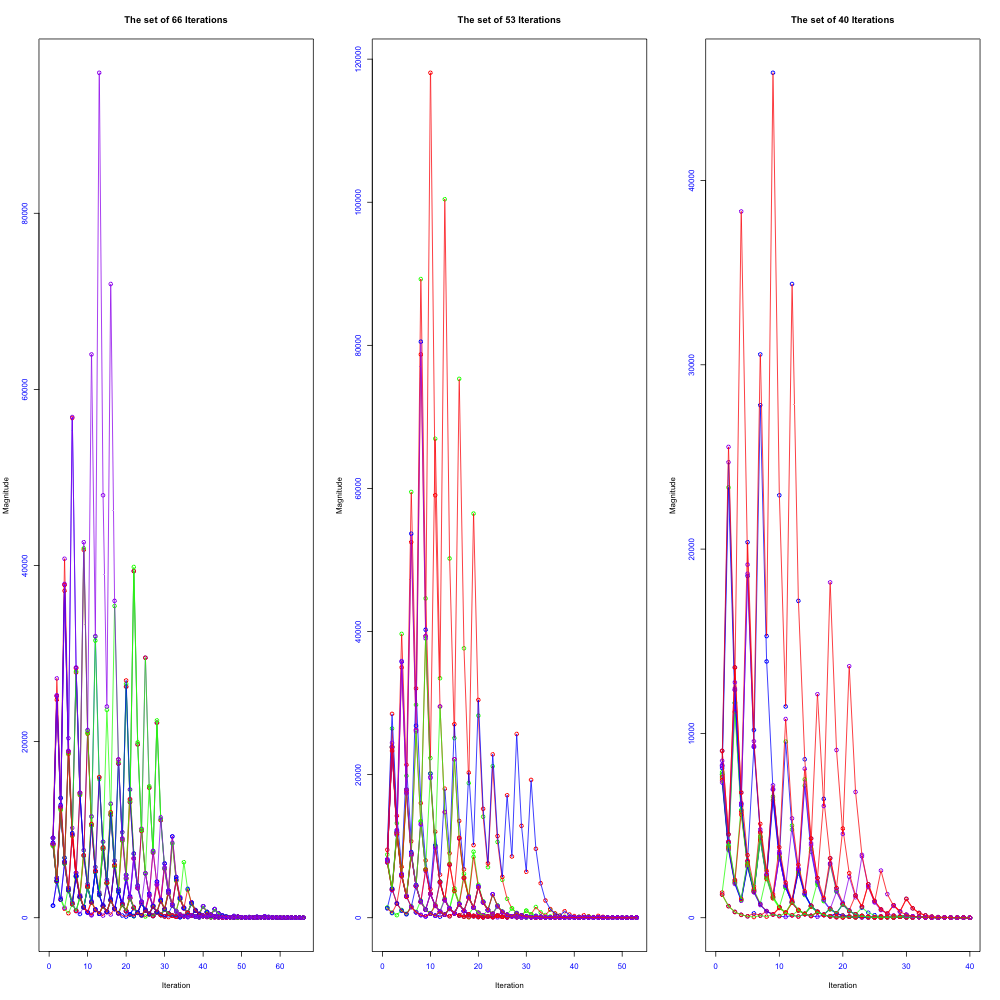 The set of 66 Iterations
The set of 53 Iterations
The set of 40 Iterations
Magnitude
0
20000
40000
60000
80000
0 10 20 30 40 50 60
Iteration
Magnitude
0
20000
40000
60000
80000
100000
120000
0 10 20 30 40 50
Iteration
Magnitude
0
10000
20000
30000
40000
0 10 20 30 40
Iteration